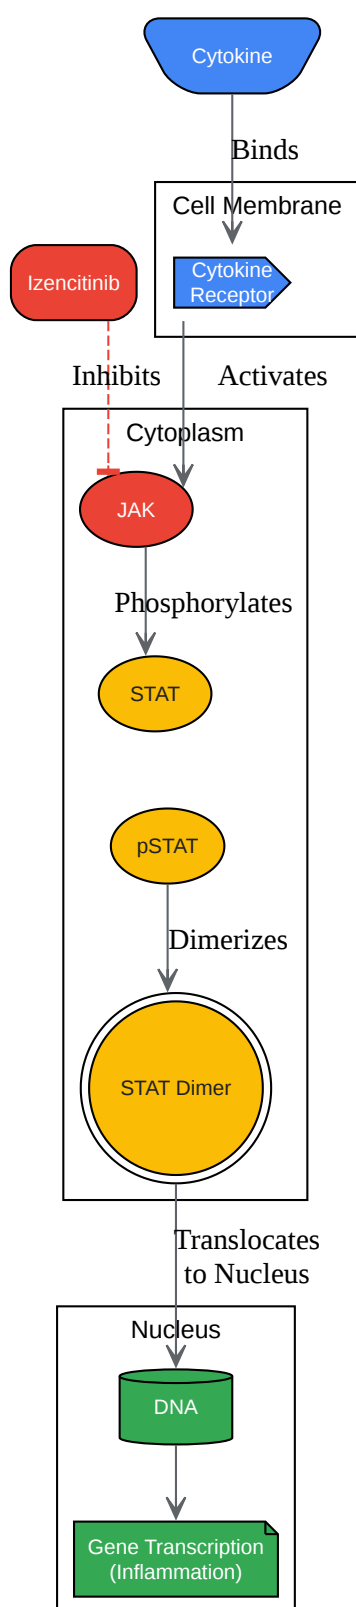 Cytokine
Binds
Cell Membrane
Cytokine
Receptor
Izencitinib
Inhibits
Activates
Cytoplasm
JAK
Phosphorylates
STAT
pSTAT
Dimerizes
STAT Dimer
Translocates
to Nucleus
Nucleus
DNA
Gene Transcription
(Inflammation)